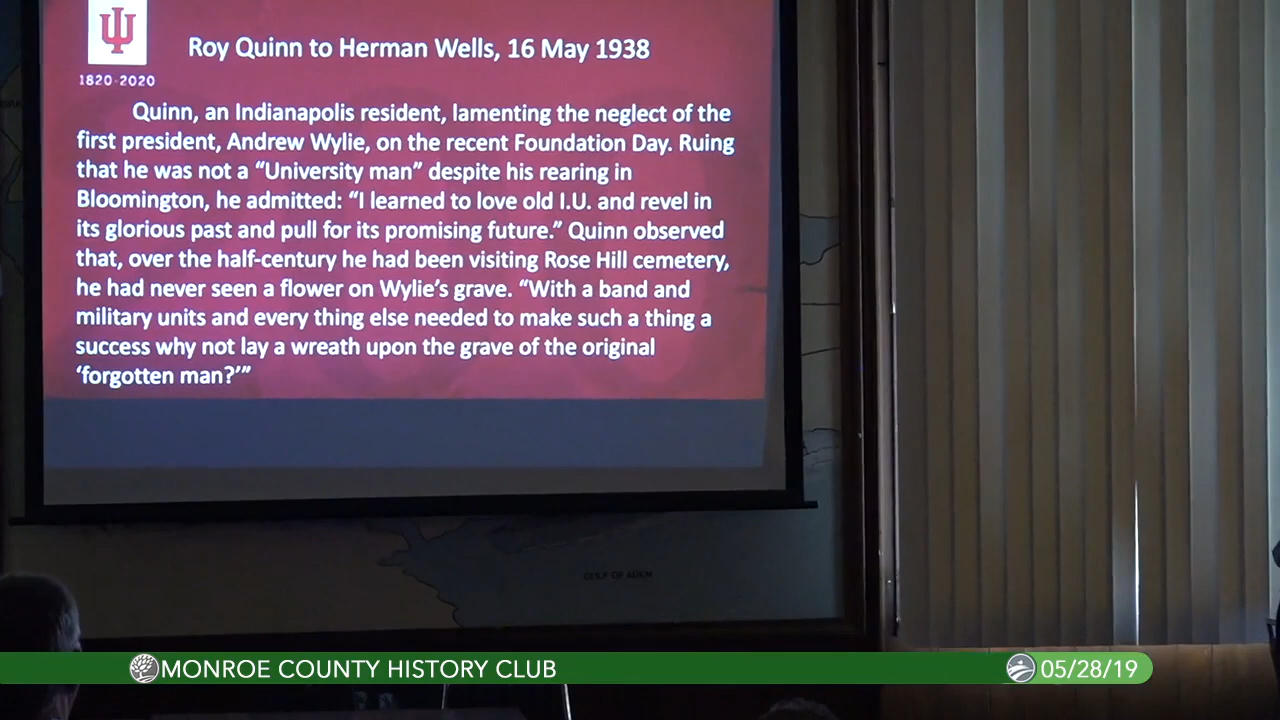 Roy Quinn to Herman Wells, 16 May 1938
1820-2020
Quinn, an Indianapolis resident, lamenting the neglect of the
first president, Andrew Wylie, on the recent Foundation Day. Ruing
that he was not a “University man” despite his rearing in
Bloomington, he admitted: “I learned to love old I.U. and revel in
its glorious past and pull for its promising future.” Quinn observed
that, over the half-century he had been visiting Rose Hill cemetery,
he had never seen a flower on Wylie’s grave. “With a band and
military units and every thing else needed to make such a thing a
success why not lay a wreath upon the grave of the original
‘forgotten man?’”
GULF OF ADEN
MONROE COUNTY HISTORY CLUB
05/28/19